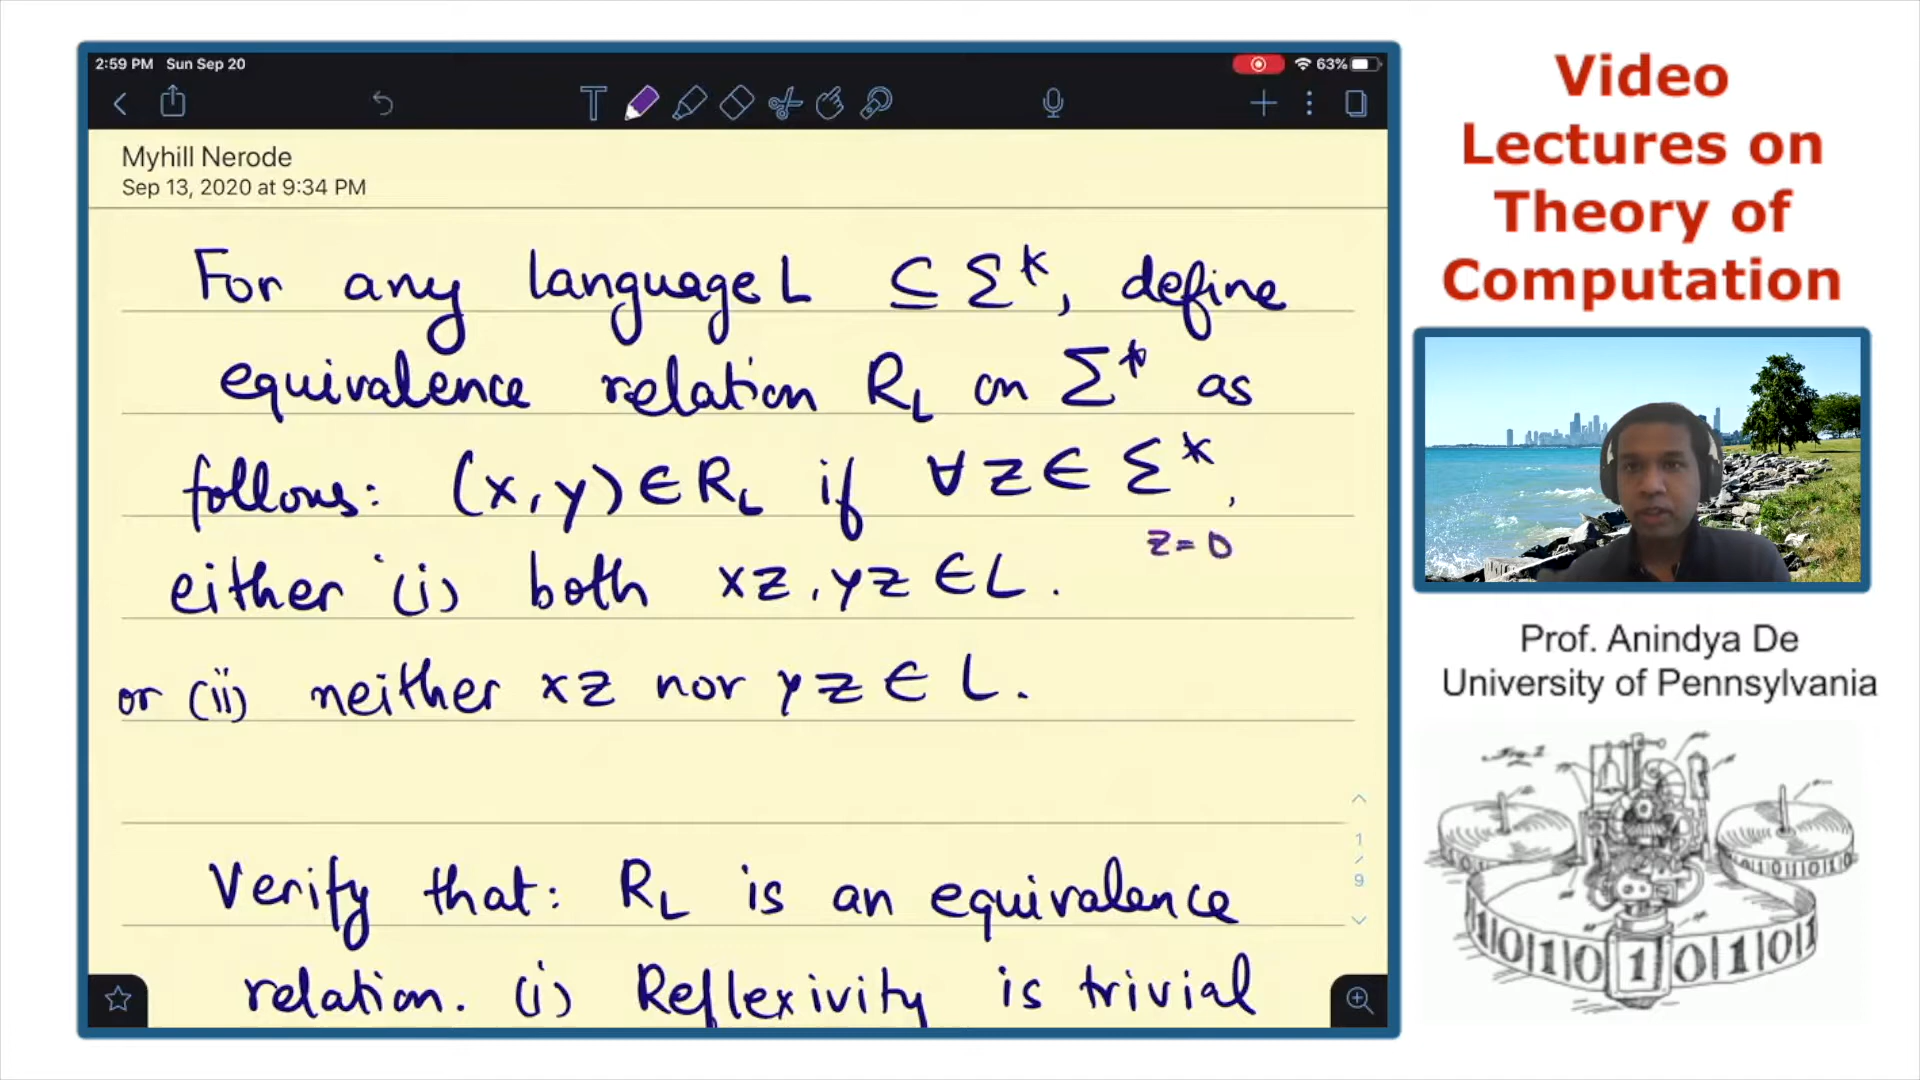 2:59 PM Sun Sep 20
63%
Myhill Nerode
Sep 13, 2020 at 9:34 PM
For any language L ⊆ Σ*, define
equivalence relation R_L on Σ* as
follows: (x,y) ∈ R_L if ∀ z ∈ Σ*,
z=0
either (i) both xz, yz ∈ L.
or (ii) neither xz nor yz ∈ L.
Verify that: R_L is an equivalence
relation. (i) Reflexivity is trivial
1
/
9
Video
Lectures on
Theory of
Computation
Prof. Anindya De
University of Pennsylvania